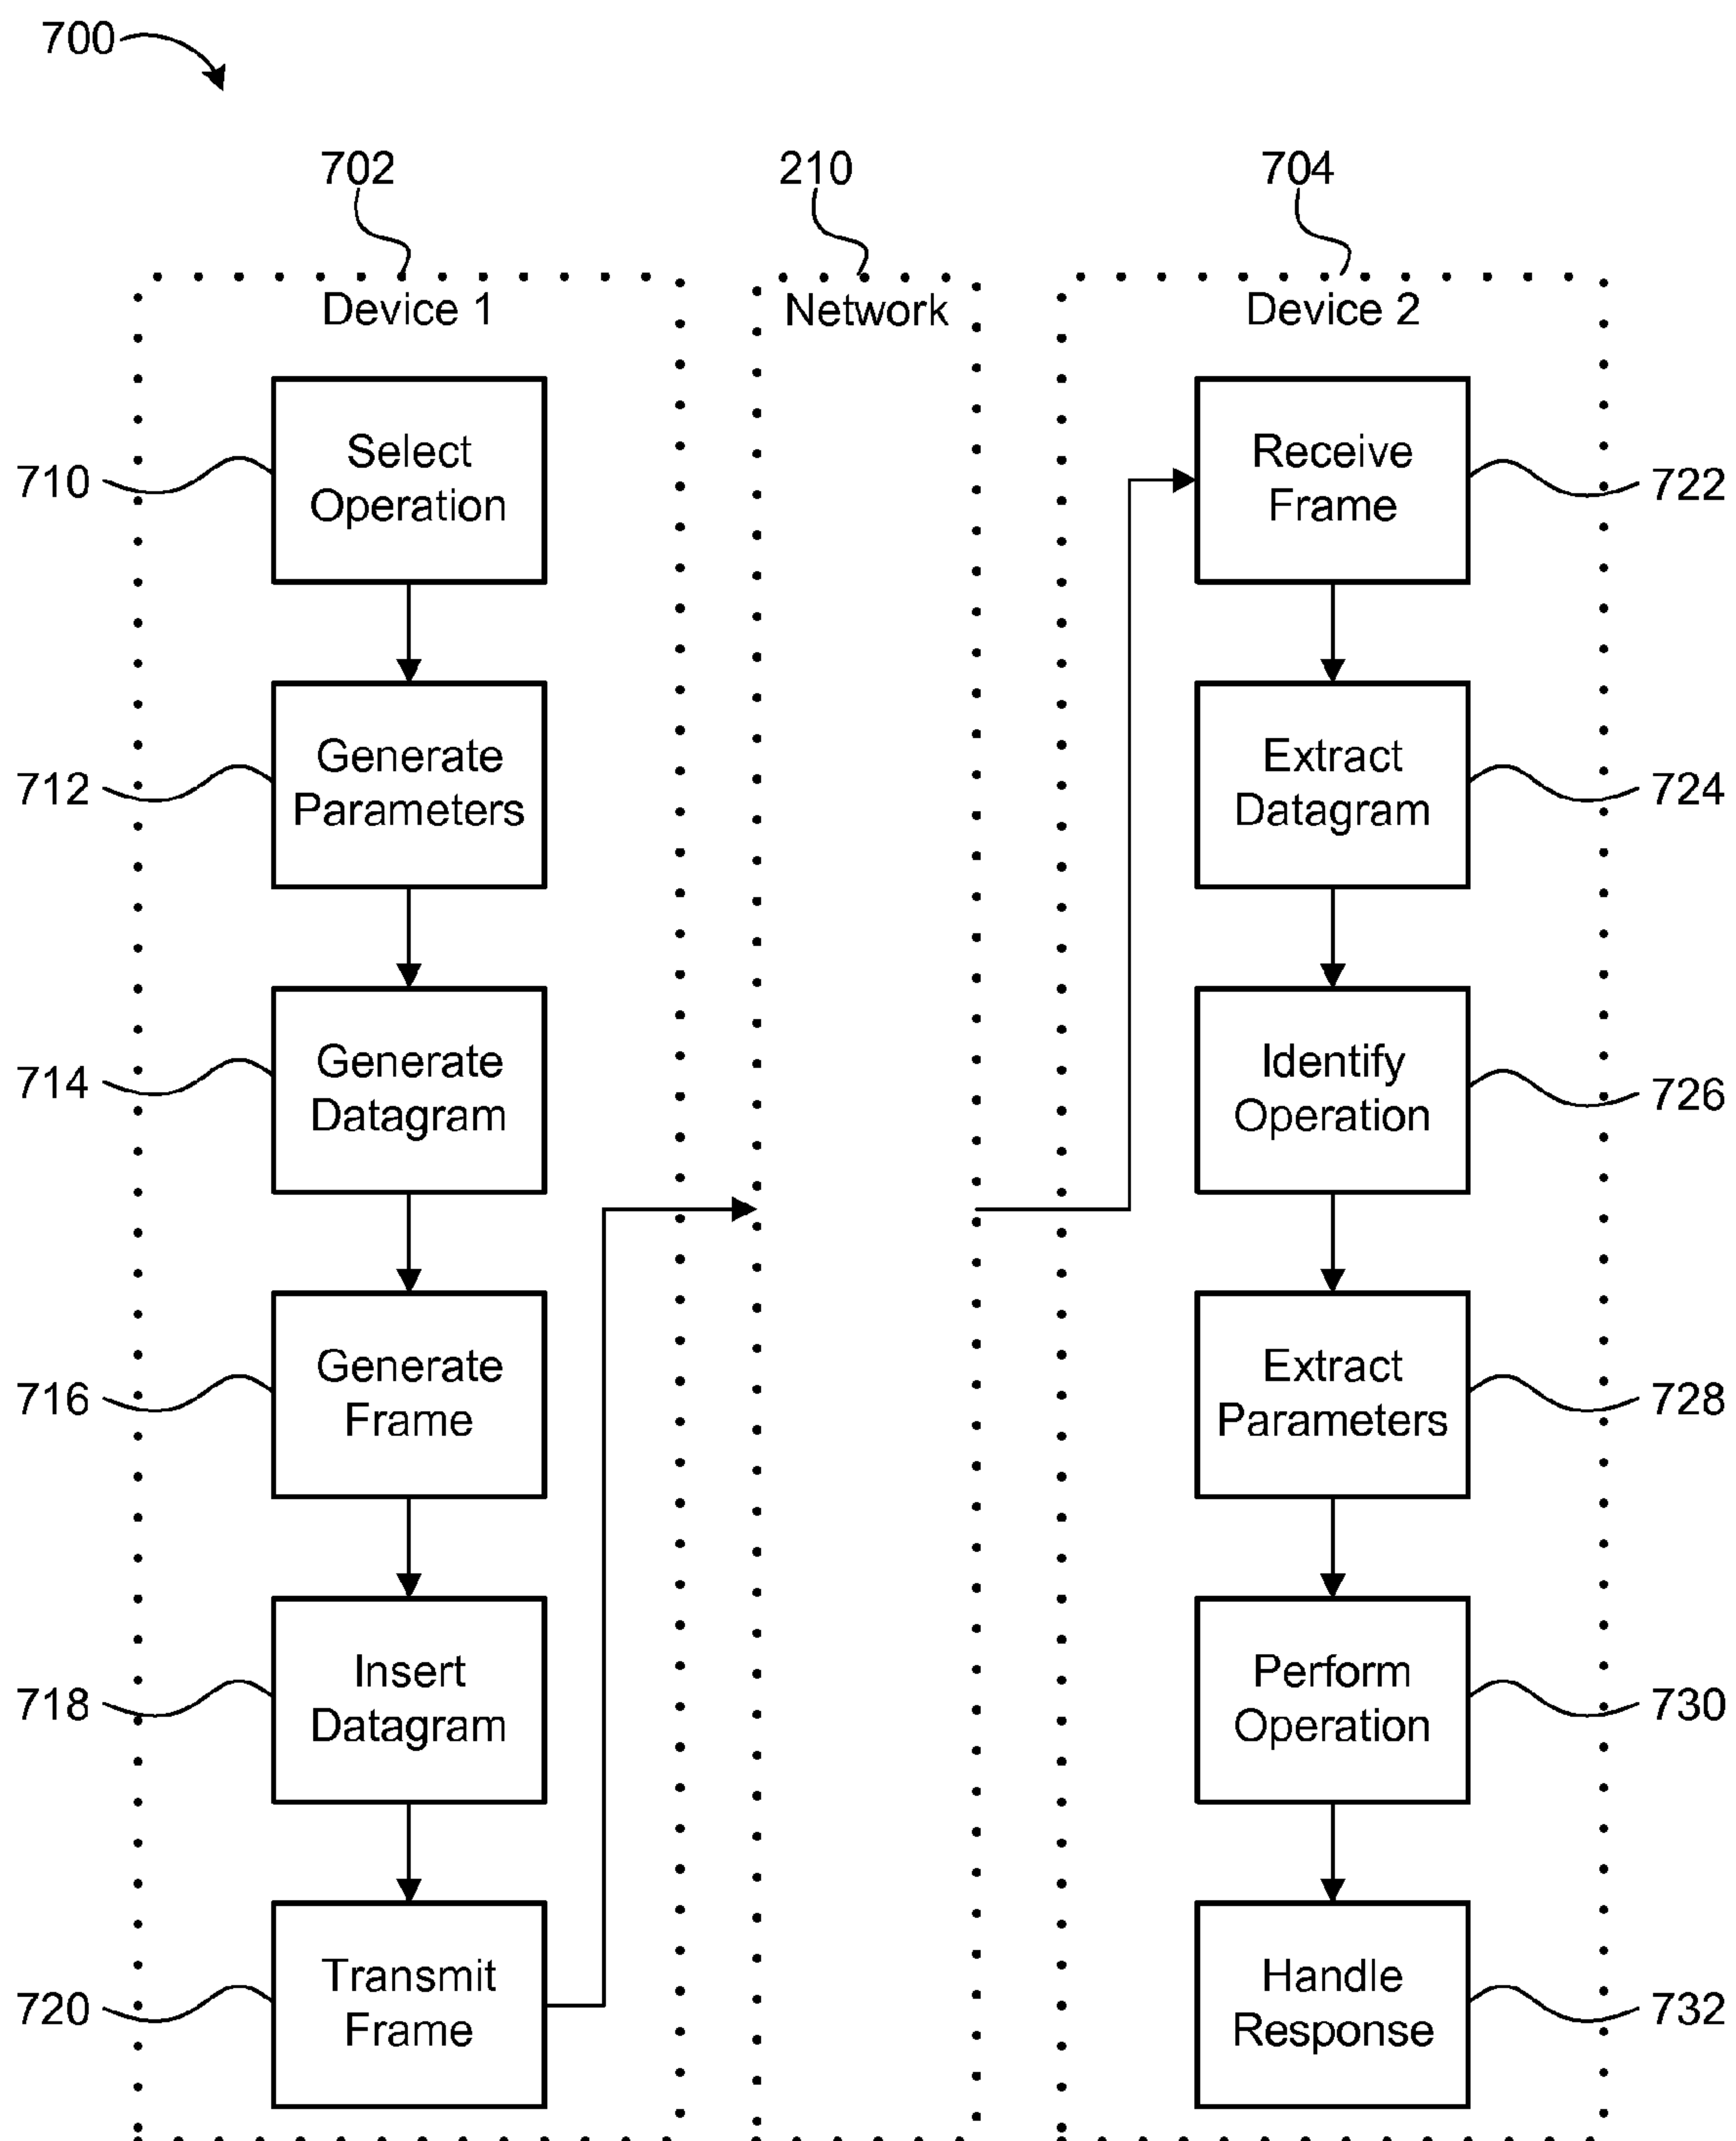 700
702
210
704
Device 1
Network
Device 2
710
Select
Operation
712
Generate
Parameters
714
Generate
Datagram
716
Generate
Frame
718
Insert
Datagram
720
Transmit
Frame
Receive
Frame
722
Extract
Datagram
724
Identify
Operation
726
Extract
Parameters
728
Perform
Operation
730
Handle
Response
732